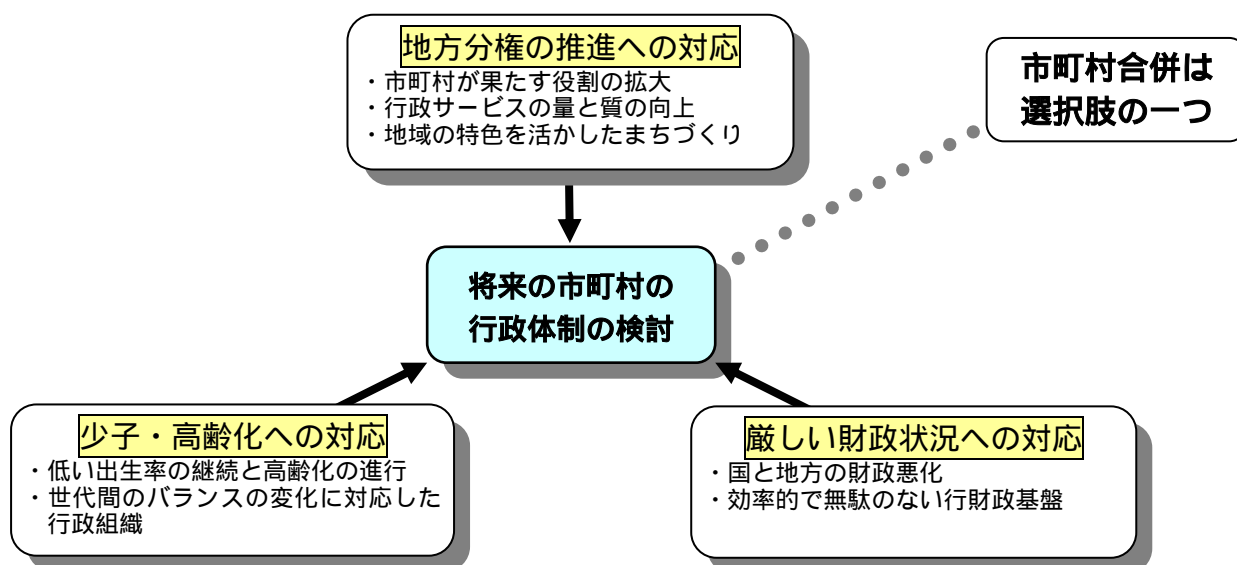 地方分権の推進への対応
・市町村が果たす役割の拡大
・行政サービスの量と質の向上
・地域の特色を活かしたまちづくり
市町村合併は
選択肢の一つ
将来の市町村の
行政体制の検討
少子・高齢化への対応
・低い出生率の継続と高齢化の進行
・世代間のバランスの変化に対応した
行政組織
厳しい財政状況への対応
・国と地方の財政悪化
・効率的で無駄のない行財政基盤